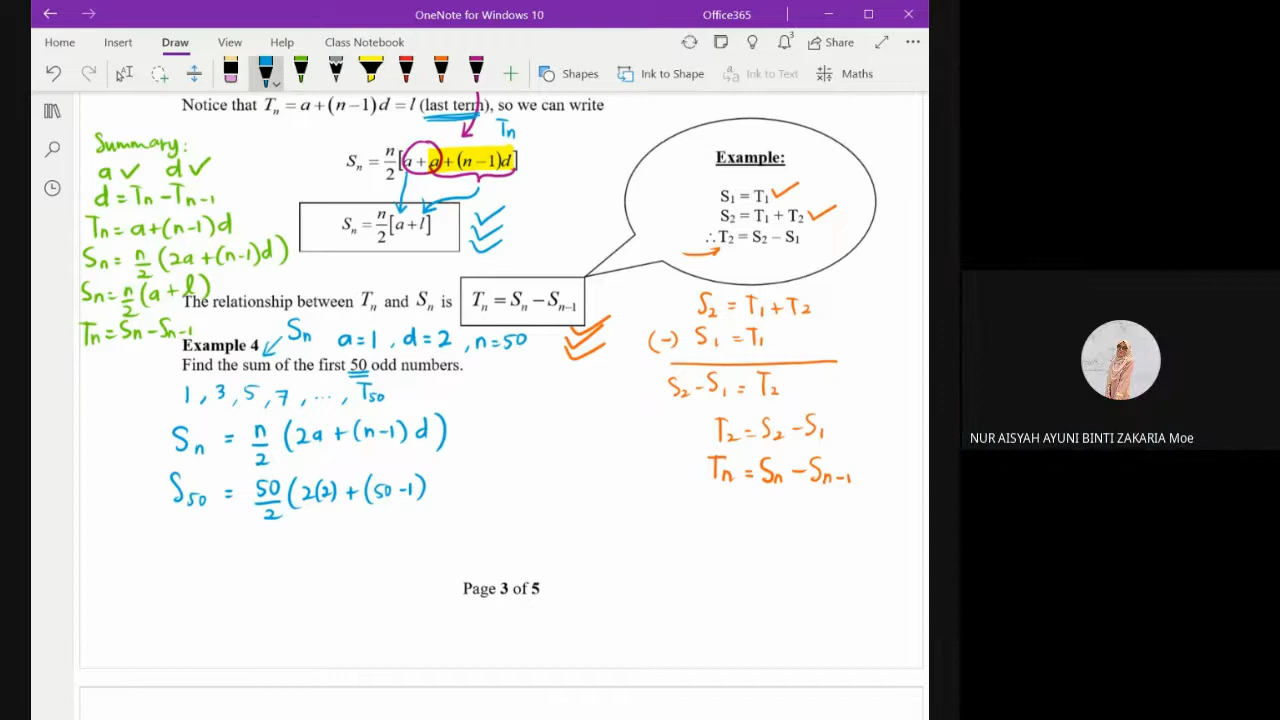 OneNote for Windows 10
Office365
Home Insert Draw View Help Class Notebook
Share
Shapes Ink to Shape Ink to Text Maths
Notice that Tₙ = a + (n − 1)d = l (last term), so we can write
Tn
Sₙ = n/2[a + a + (n − 1)d]
Sₙ = n/2[a + l]
Summary:
a ✓ d ✓
d = Tn − Tn-1
Tn = a + (n-1)d
Sn = n/2 (2a + (n-1)d)
Sn = n/2 (a + l)
Tn = Sn − Sn-1
Example:
S₁ = T₁
S₂ = T₁ + T₂
∴ T₂ = S₂ − S₁
The relationship between Tₙ and Sₙ is Tₙ = Sₙ − Sₙ₋₁
Example 4
Sn a = 1, d = 2, n = 50
Find the sum of the first 50 odd numbers.
1, 3, 5, 7, ..., T50
Sn = n/2 (2a + (n-1) d)
S50 = 50/2 (2(2) + (50-1)
S2 = T1 + T2
(-) S1 = T1
S2 − S1 = T2
T2 = S2 − S1
Tn = Sn − Sn-1
Page 3 of 5
NUR AISYAH AYUNI BINTI ZAKARIA Moe